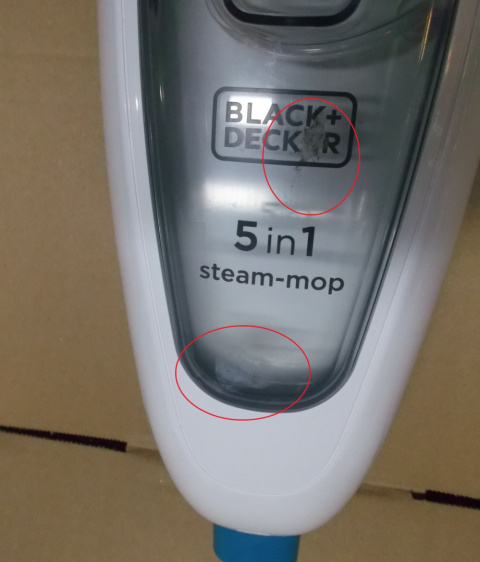 BLACK+
DECKER
5 in 1
steam-mop